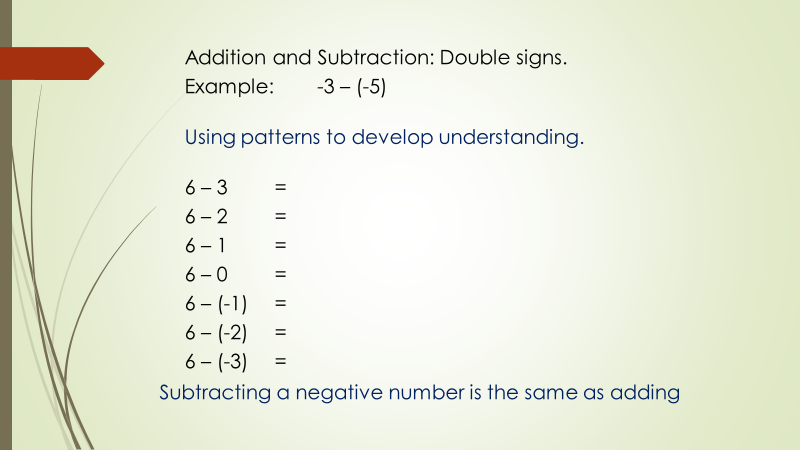 Addition and Subtraction: Double signs.
Example: -3 – (-5)
Using patterns to develop understanding.
6 – 3 =
6 – 2 =
6 – 1 =
6 – 0 =
6 – (-1) =
6 – (-2) =
6 – (-3) =
Subtracting a negative number is the same as adding